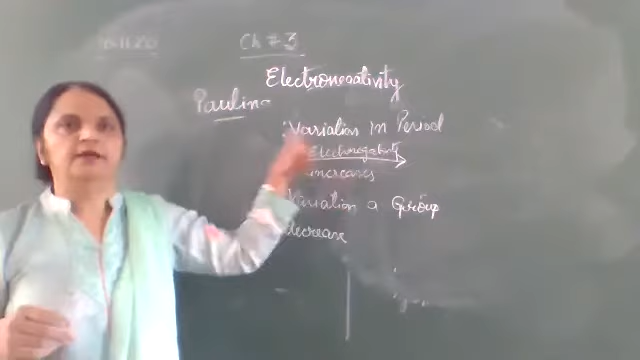 Ch # 3
Electronegativity
Pauling
Variation in Period
Electronegativity
increases
Variation a Group
decrease